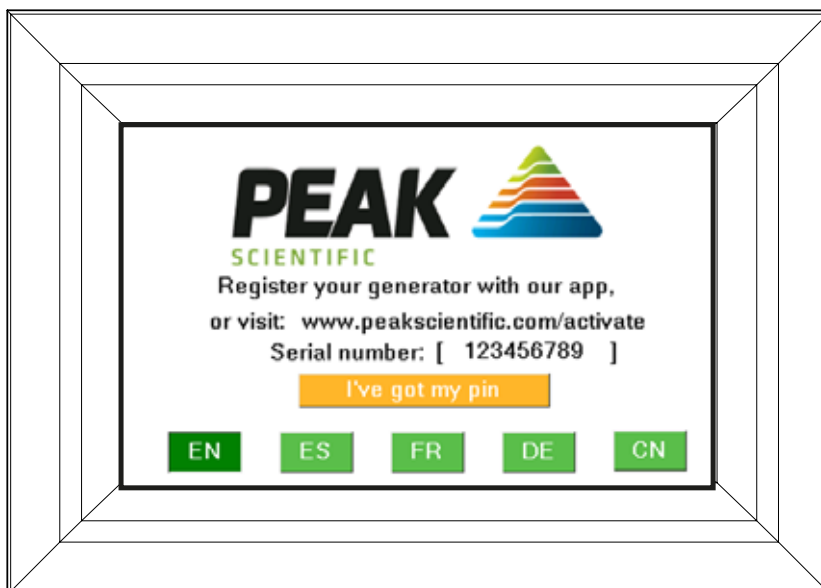 PEAK
SCIENTIFIC
Register your generator with our app,
or visit: www.peakscientific.com/activate
Serial number: [ 123456789 ]
I've got my pin
EN ES FR DE CN